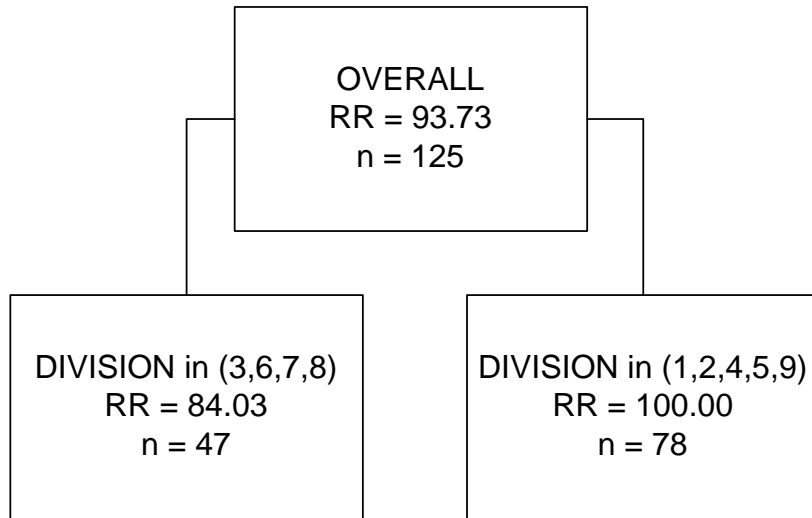 OVERALL
RR = 93.73
n = 125
DIVISION in (3,6,7,8)
RR = 84.03
n = 47
DIVISION in (1,2,4,5,9)
RR = 100.00
n = 78